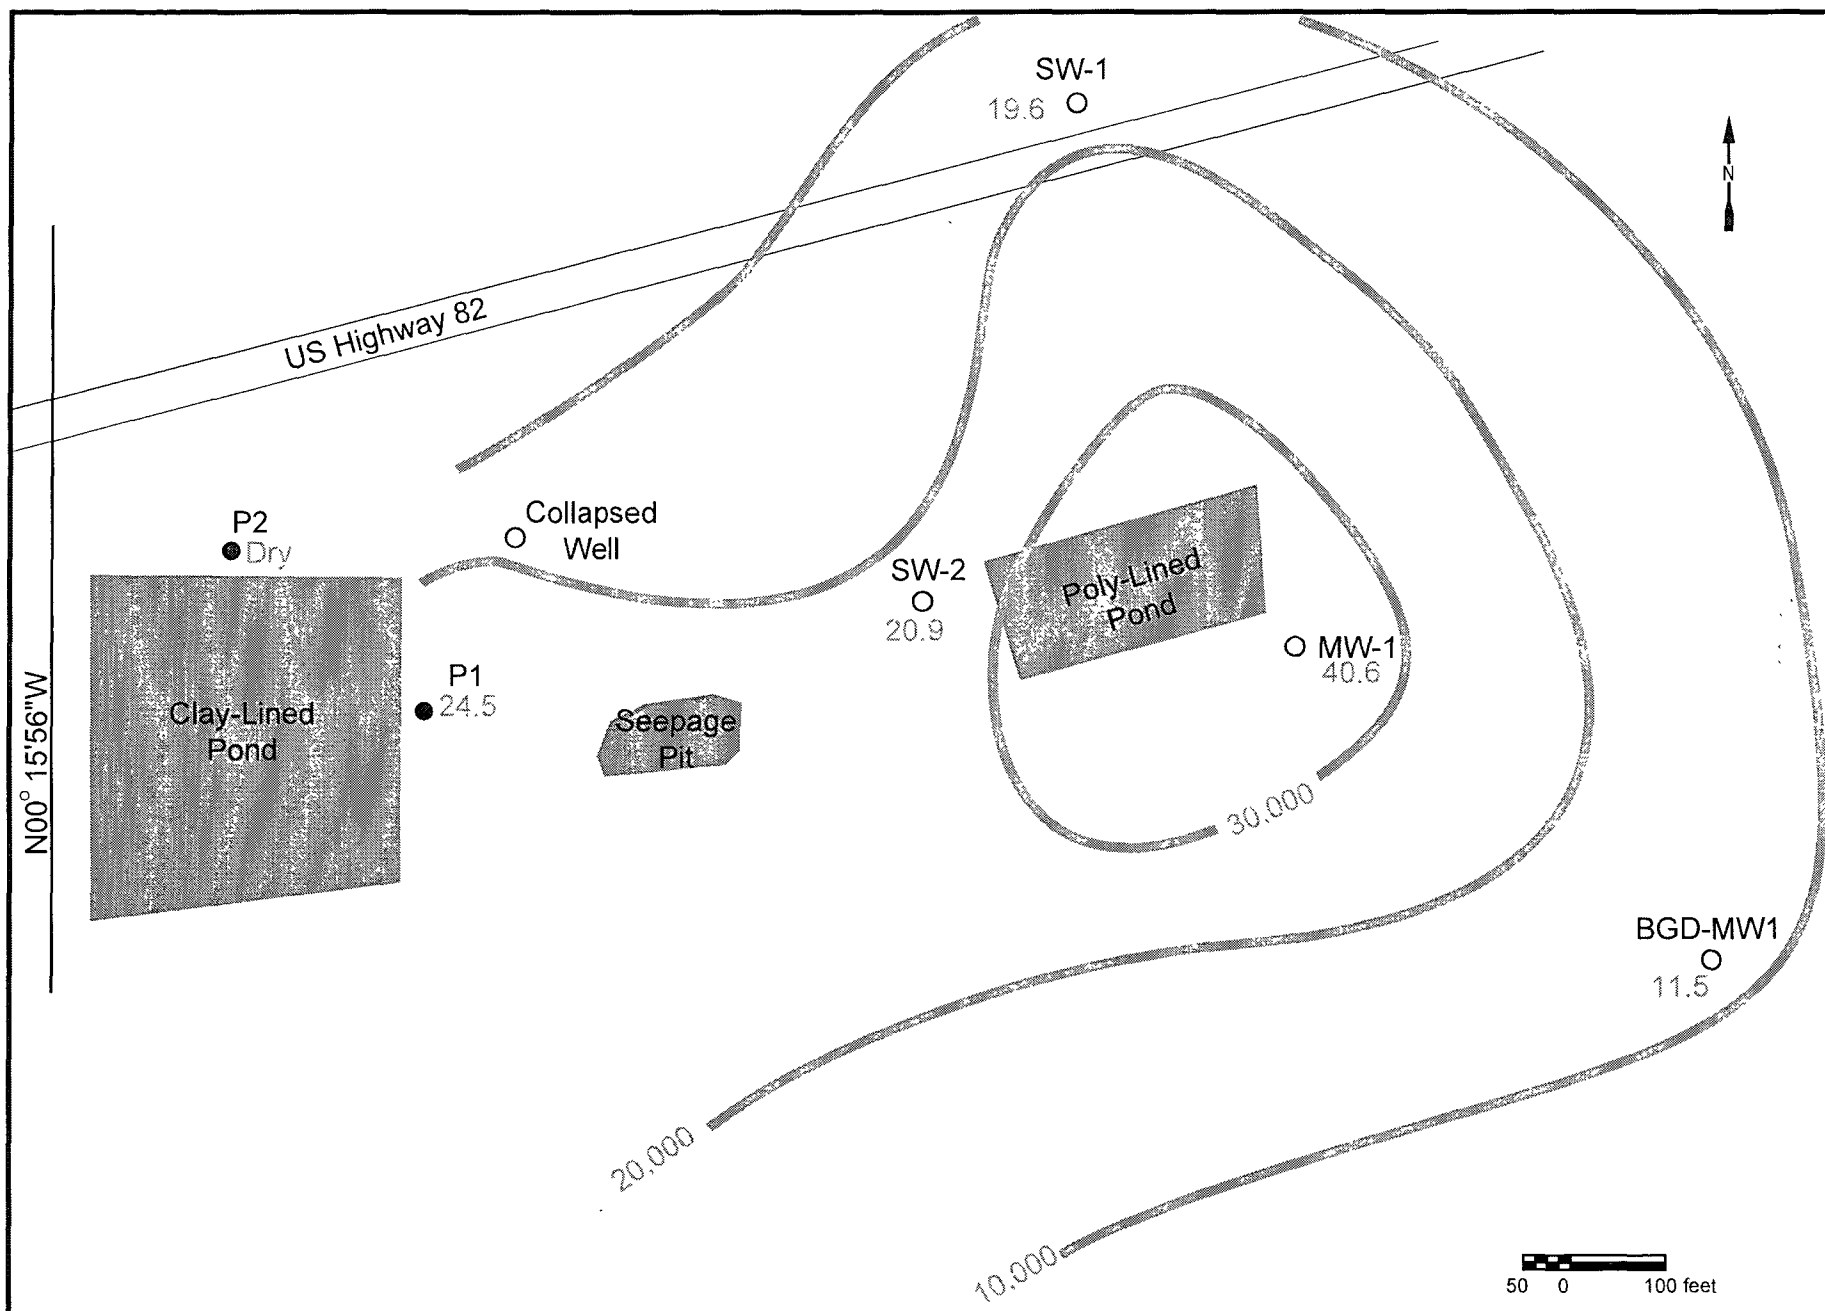 SW-1
19.6
N
US Highway 82
P2
Dry
Collapsed
Well
SW-2
20.9
Poly-Lined
Pond
MW-1
40.6
P1
24.5
Clay-Lined
Pond
Seepage
Pit
N00° 15'56"W
30,000
BGD-MW1
11.5
20,000
10,000
50 0 100 feet